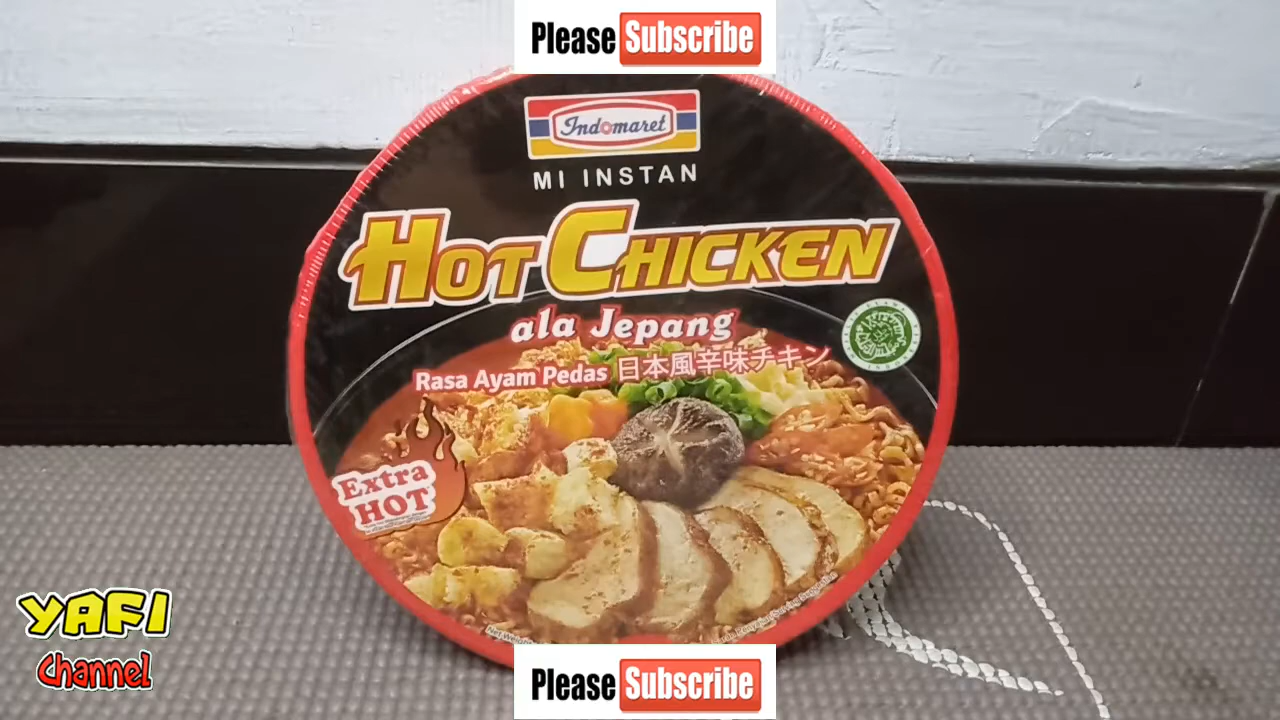 Please Subscribe
Indomaret
MI INSTAN
HOT CHICKEN
ala Jepang
Rasa Ayam Pedas 日本風辛味チキン
Extra
HOT
YAFI
Channel
Please Subscribe